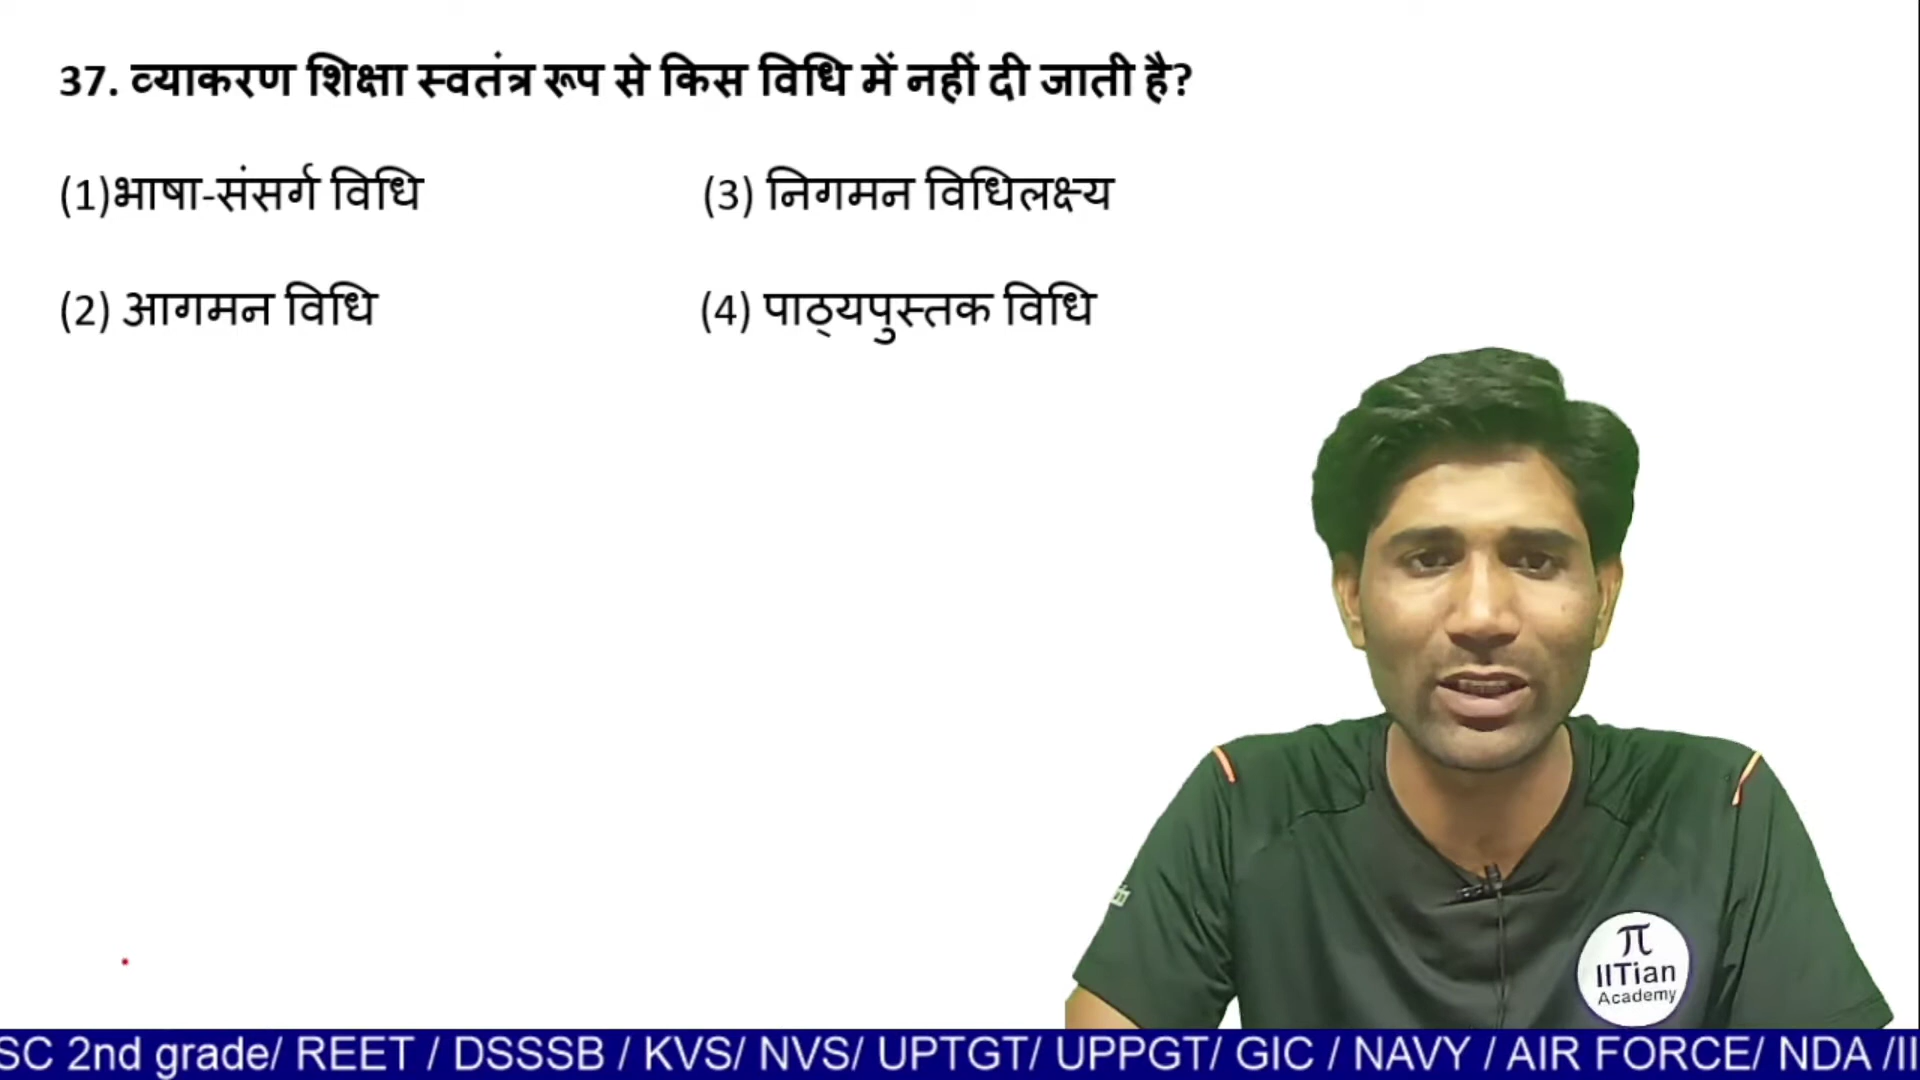 37. व्याकरण शिक्षा स्वतंत्र रूप से किस विधि में नहीं दी जाती है?
(1)भाषा-संसर्ग विधि (3) निगमन विधिलक्ष्य
(2) आगमन विधि (4) पाठ्यपुस्तक विधि
π
IITian
Academy
SC 2nd grade/ REET / DSSSB / KVS/ NVS/ UPTGT/ UPPGT/ GIC / NAVY / AIR FORCE/ NDA /II